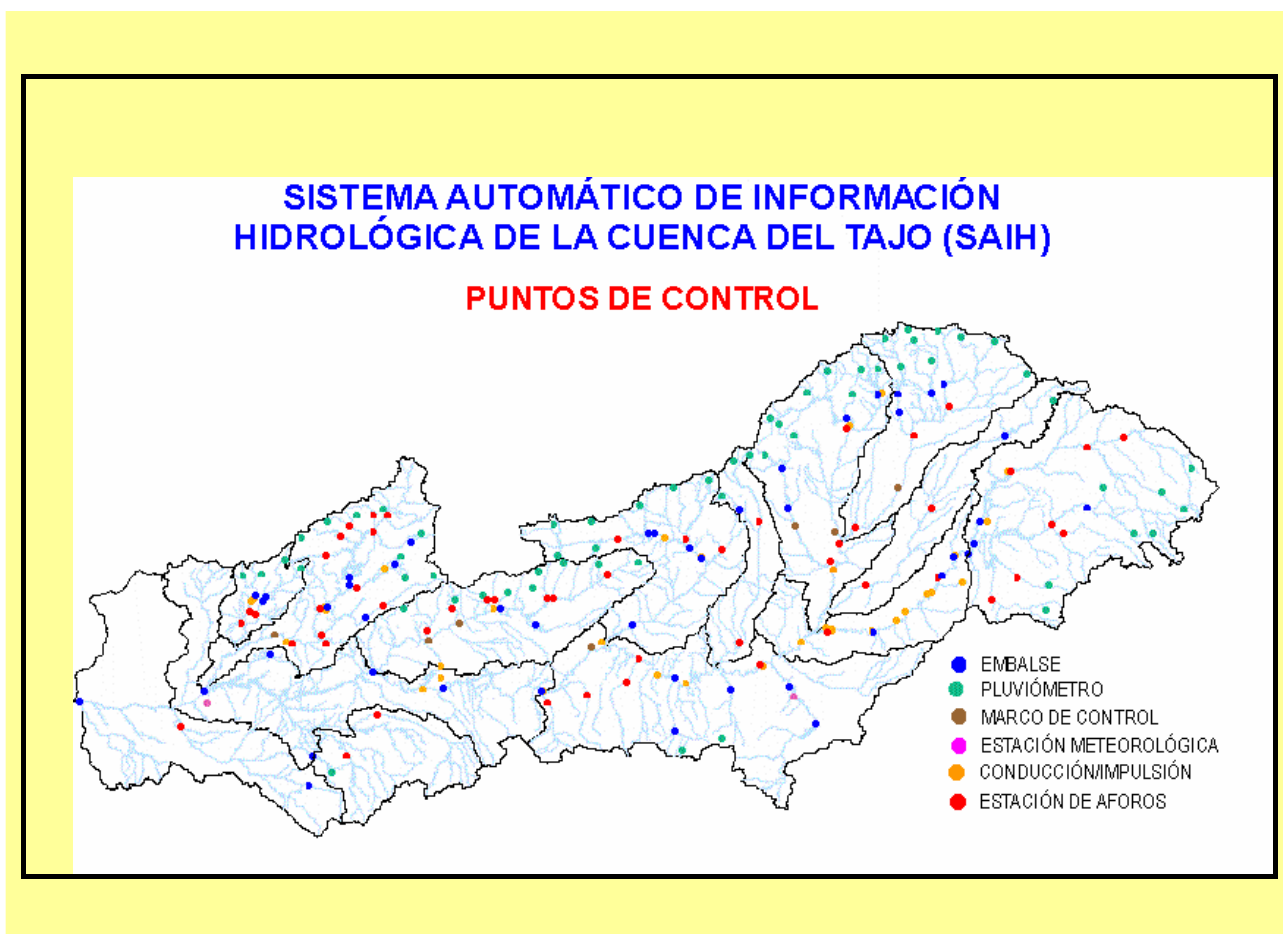 SISTEMA AUTOMÁTICO DE INFORMACIÓN
HIDROLÓGICA DE LA CUENCA DEL TAJO (SAIH)
PUNTOS DE CONTROL
EMBALSE
PLUVIÓMETRO
MARCO DE CONTROL
ESTACIÓN METEOROLÓGICA
CONDUCCIÓN/IMPULSIÓN
ESTACIÓN DE AFOROS